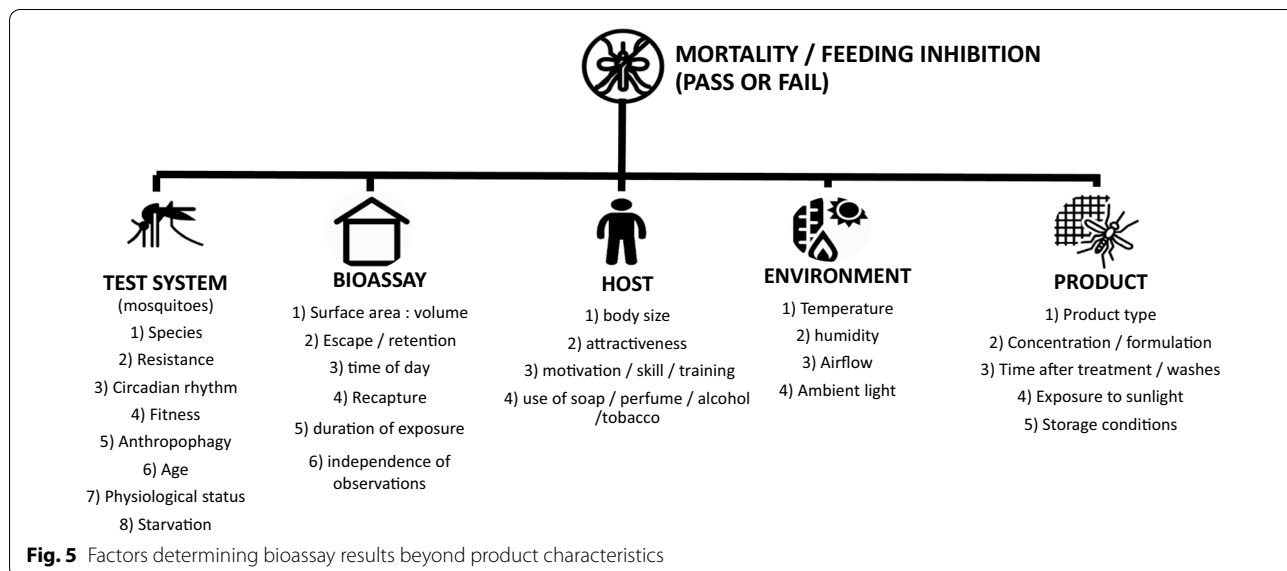 MORTALITY / FEEDING INHIBITION
(PASS OR FAIL)
TEST SYSTEM
(mosquitoes)
1) Species
2) Resistance
3) Circadian rhythm
4) Fitness
5) Anthropophagy
6) Age
7) Physiological status
8) Starvation
BIOASSAY
1) Surface area : volume
2) Escape / retention
3) time of day
4) Recapture
5) duration of exposure
6) independence of
observations
HOST
1) body size
2) attractiveness
3) motivation / skill / training
4) use of soap / perfume / alcohol
/tobacco
ENVIRONMENT
1) Temperature
2) humidity
3) Airflow
4) Ambient light
PRODUCT
1) Product type
2) Concentration / formulation
3) Time after treatment / washes
4) Exposure to sunlight
5) Storage conditions
Fig. 5 Factors determining bioassay results beyond product characteristics